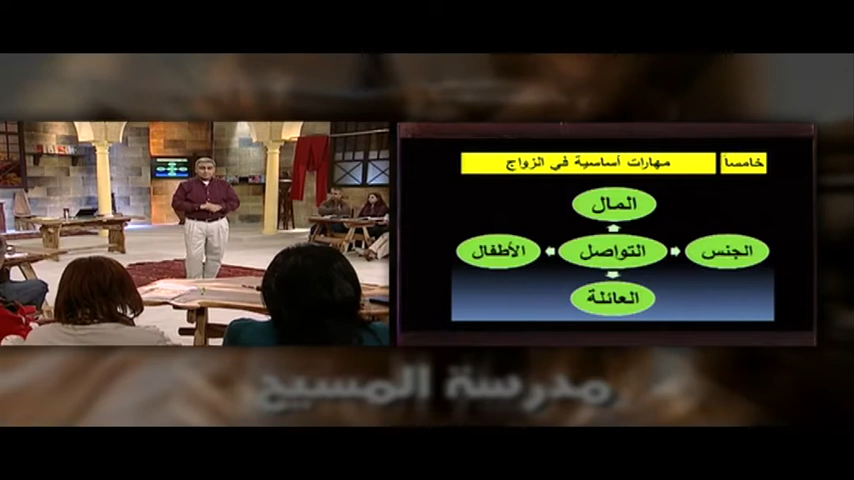 خامساً
مهارات أساسية في الزواج
المال
الجنس
التواصل
الأطفال
العائلة
مدرسة المسيح